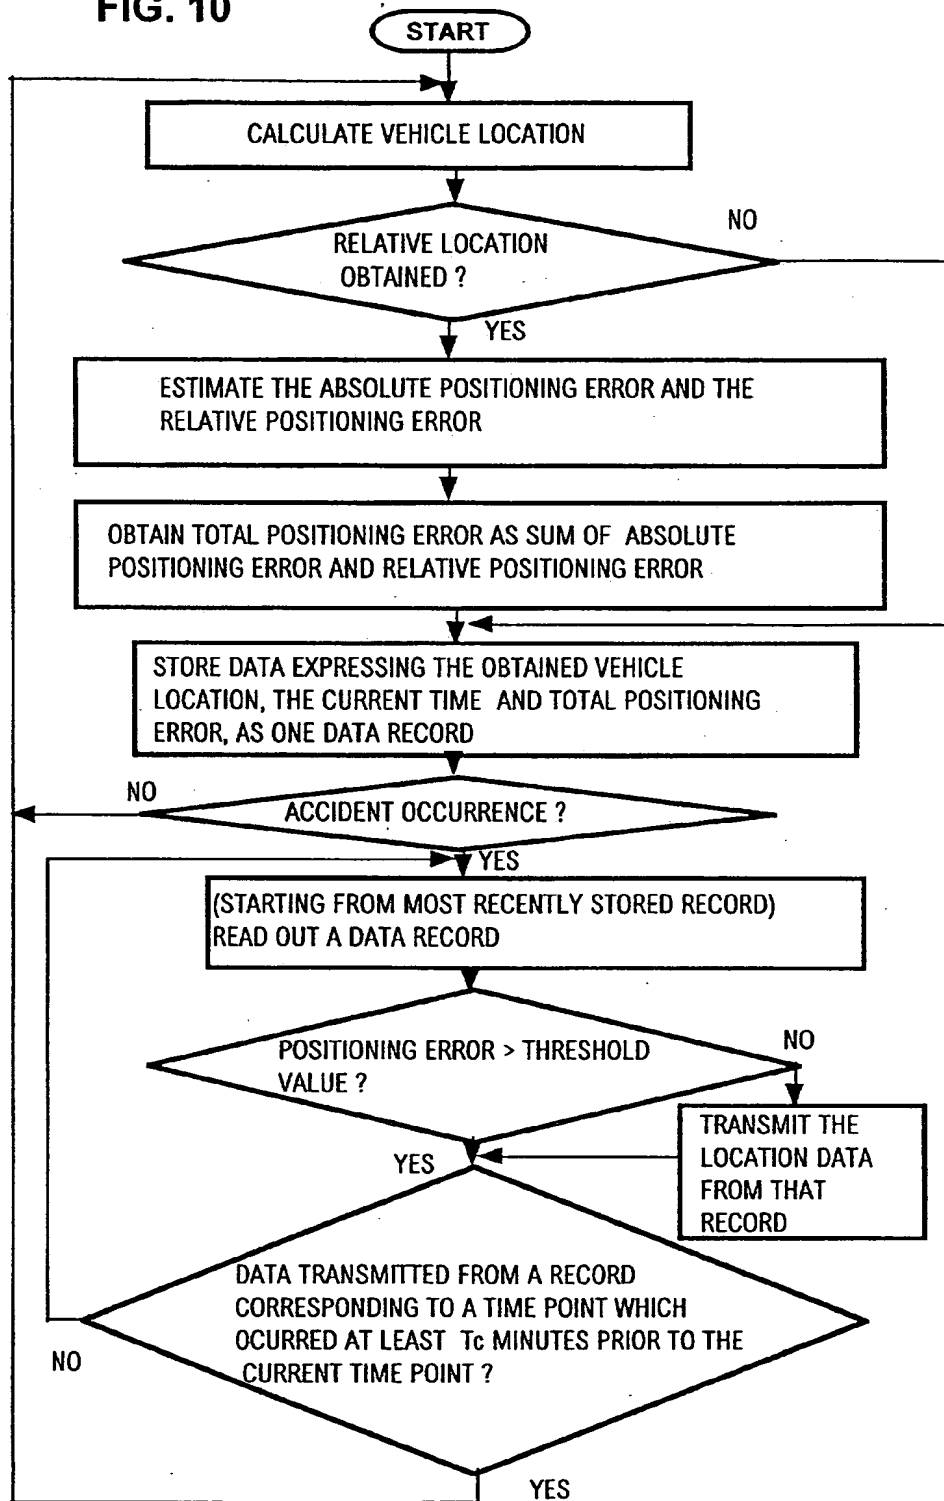 FIG. 10
START
CALCULATE VEHICLE LOCATION
NO
RELATIVE LOCATION
OBTAINED ?
YES
ESTIMATE THE ABSOLUTE POSITIONING ERROR AND THE
RELATIVE POSITIONING ERROR
OBTAIN TOTAL POSITIONING ERROR AS SUM OF ABSOLUTE
POSITIONING ERROR AND RELATIVE POSITIONING ERROR
STORE DATA EXPRESSING THE OBTAINED VEHICLE
LOCATION, THE CURRENT TIME AND TOTAL POSITIONING
ERROR, AS ONE DATA RECORD
NO
ACCIDENT OCCURRENCE ?
YES
(STARTING FROM MOST RECENTLY STORED RECORD)
READ OUT A DATA RECORD
NO
POSITIONING ERROR > THRESHOLD
VALUE ?
TRANSMIT THE
LOCATION DATA
FROM THAT
RECORD
YES
DATA TRANSMITTED FROM A RECORD
CORRESPONDING TO A TIME POINT WHICH
OCURRED AT LEAST Tc MINUTES PRIOR TO THE
CURRENT TIME POINT ?
NO
YES